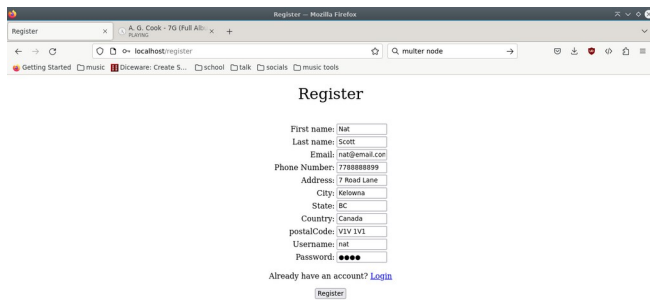 Register — Mozilla Firefox
Register
A. G. Cook - 7G (Full Albu
PLAYING
localhost/register
multer node
Getting Started music Diceware: Create S... school talk socials music tools
Register
First name: Nat
Last name: Scott
Email: nat@email.com
Phone Number: 7788888899
Address: 7 Road Lane
City: Kelowna
State: BC
Country: Canada
postalCode: V1V 1V1
Username: nat
Password: ●●●●
Already have an account? Login
Register